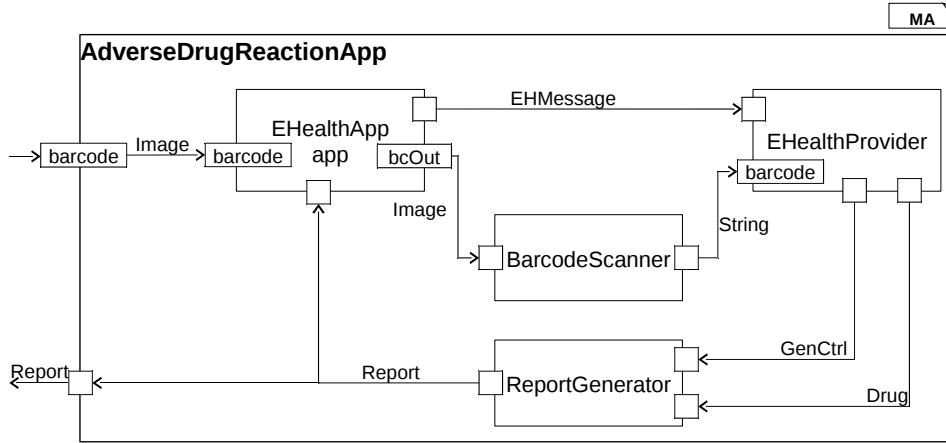 MA
AdverseDrugReactionApp
EHMessage
EHealthApp
app
EHealthProvider
Image
barcode
barcode
bcOut
barcode
Image
String
BarcodeScanner
GenCtrl
Report
Report
ReportGenerator
Drug